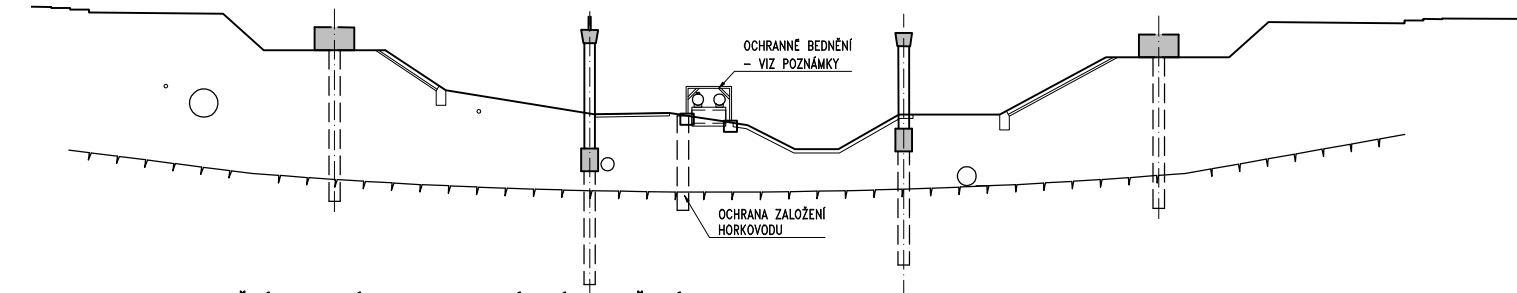 OCHRANNÉ BEDNĚNÍ
- VIZ POZNÁMKY
OCHRANA ZALOŽENÍ
HORKOVODU